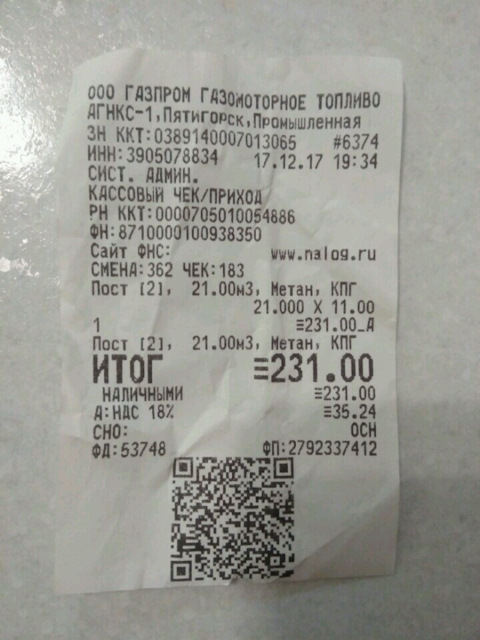 ООО ГАЗПРОМ ГАЗОМОТОРНОЕ ТОПЛИВО
АГНКС-1,Пятигорск,Промышленная
ЗН ККТ:0389140007013065 #6374
ИНН:3905078834 17.12.17 19:34
СИСТ. АДМИН.
КАССОВЫЙ ЧЕК/ПРИХОД
РН ККТ:0000705010054886
ФН:8710000100938350
Сайт ФНС: www.nalog.ru
СМЕНА:362 ЧЕК:183
Пост [2], 21.00м3, Метан, КПГ
21.000 X 11.00
1 ≡231.00_А
Пост [2], 21.00м3, Метан, КПГ
ИТОГ ≡231.00
НАЛИЧНЫМИ ≡231.00
А:НДС 18% ≡35.24
СНО: ОСН
ФД:53748 ФП:2792337412